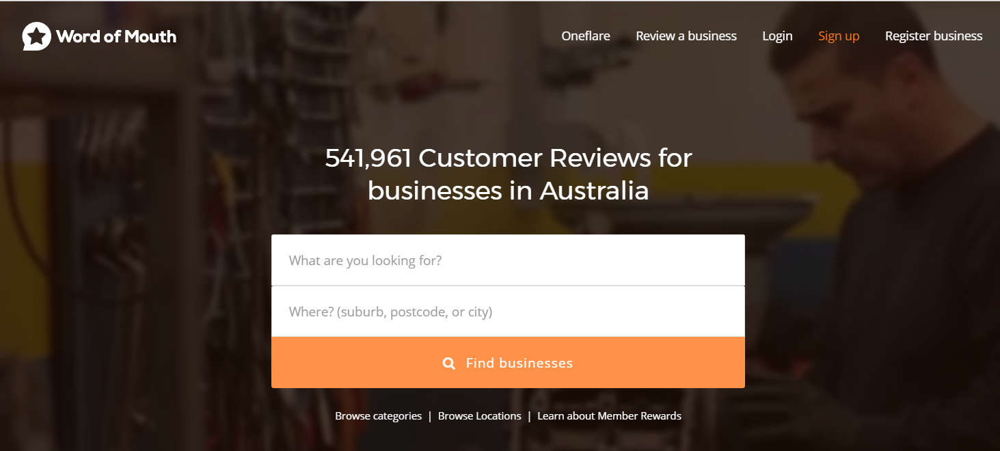 Word of Mouth
Oneflare
Review a business
Login
Sign up
Register business
541,961 Customer Reviews for
businesses in Australia
What are you looking for?
Where? (suburb, postcode, or city)
Find businesses
Browse categories | Browse Locations | Learn about Member Rewards